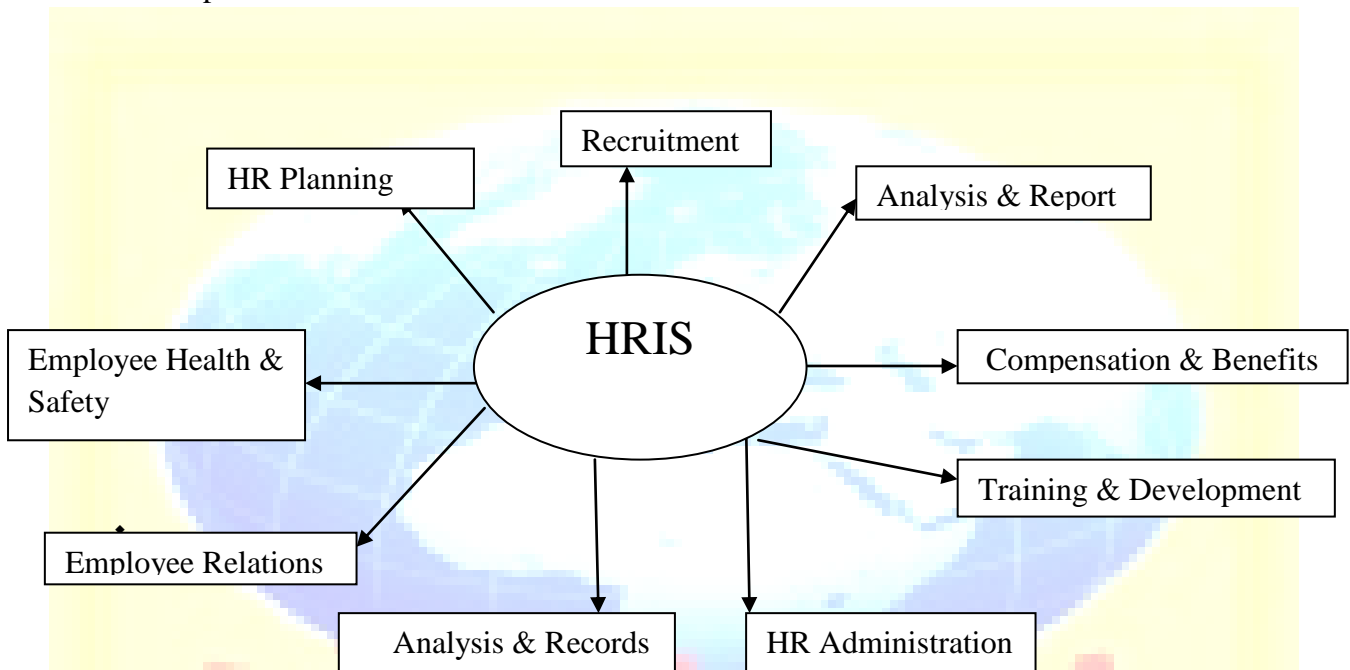 Recruitment
HR Planning
Analysis & Report
HRIS
Employee Health &
Safety
Compensation & Benefits
Training & Development
Employee Relations
Analysis & Records
HR Administration